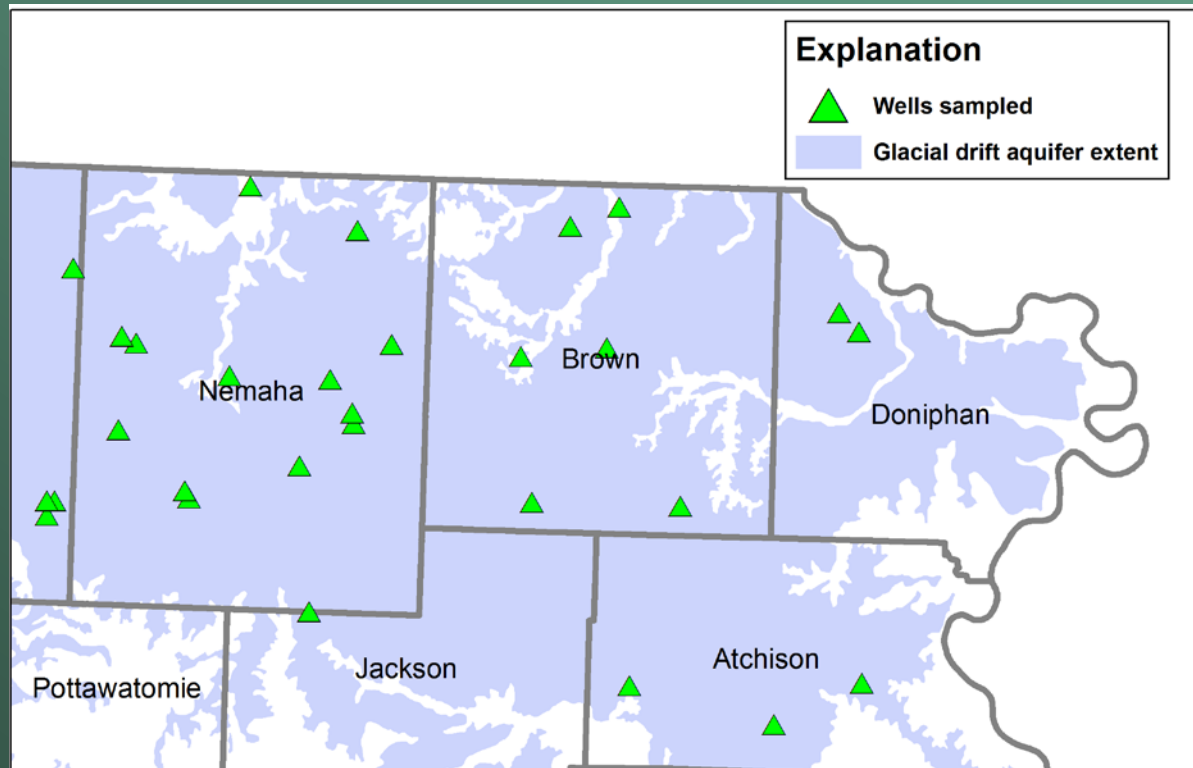 Explanation
Wells sampled
Glacial drift aquifer extent
Brown
Nemaha
Doniphan
Atchison
Jackson
Pottawatomie